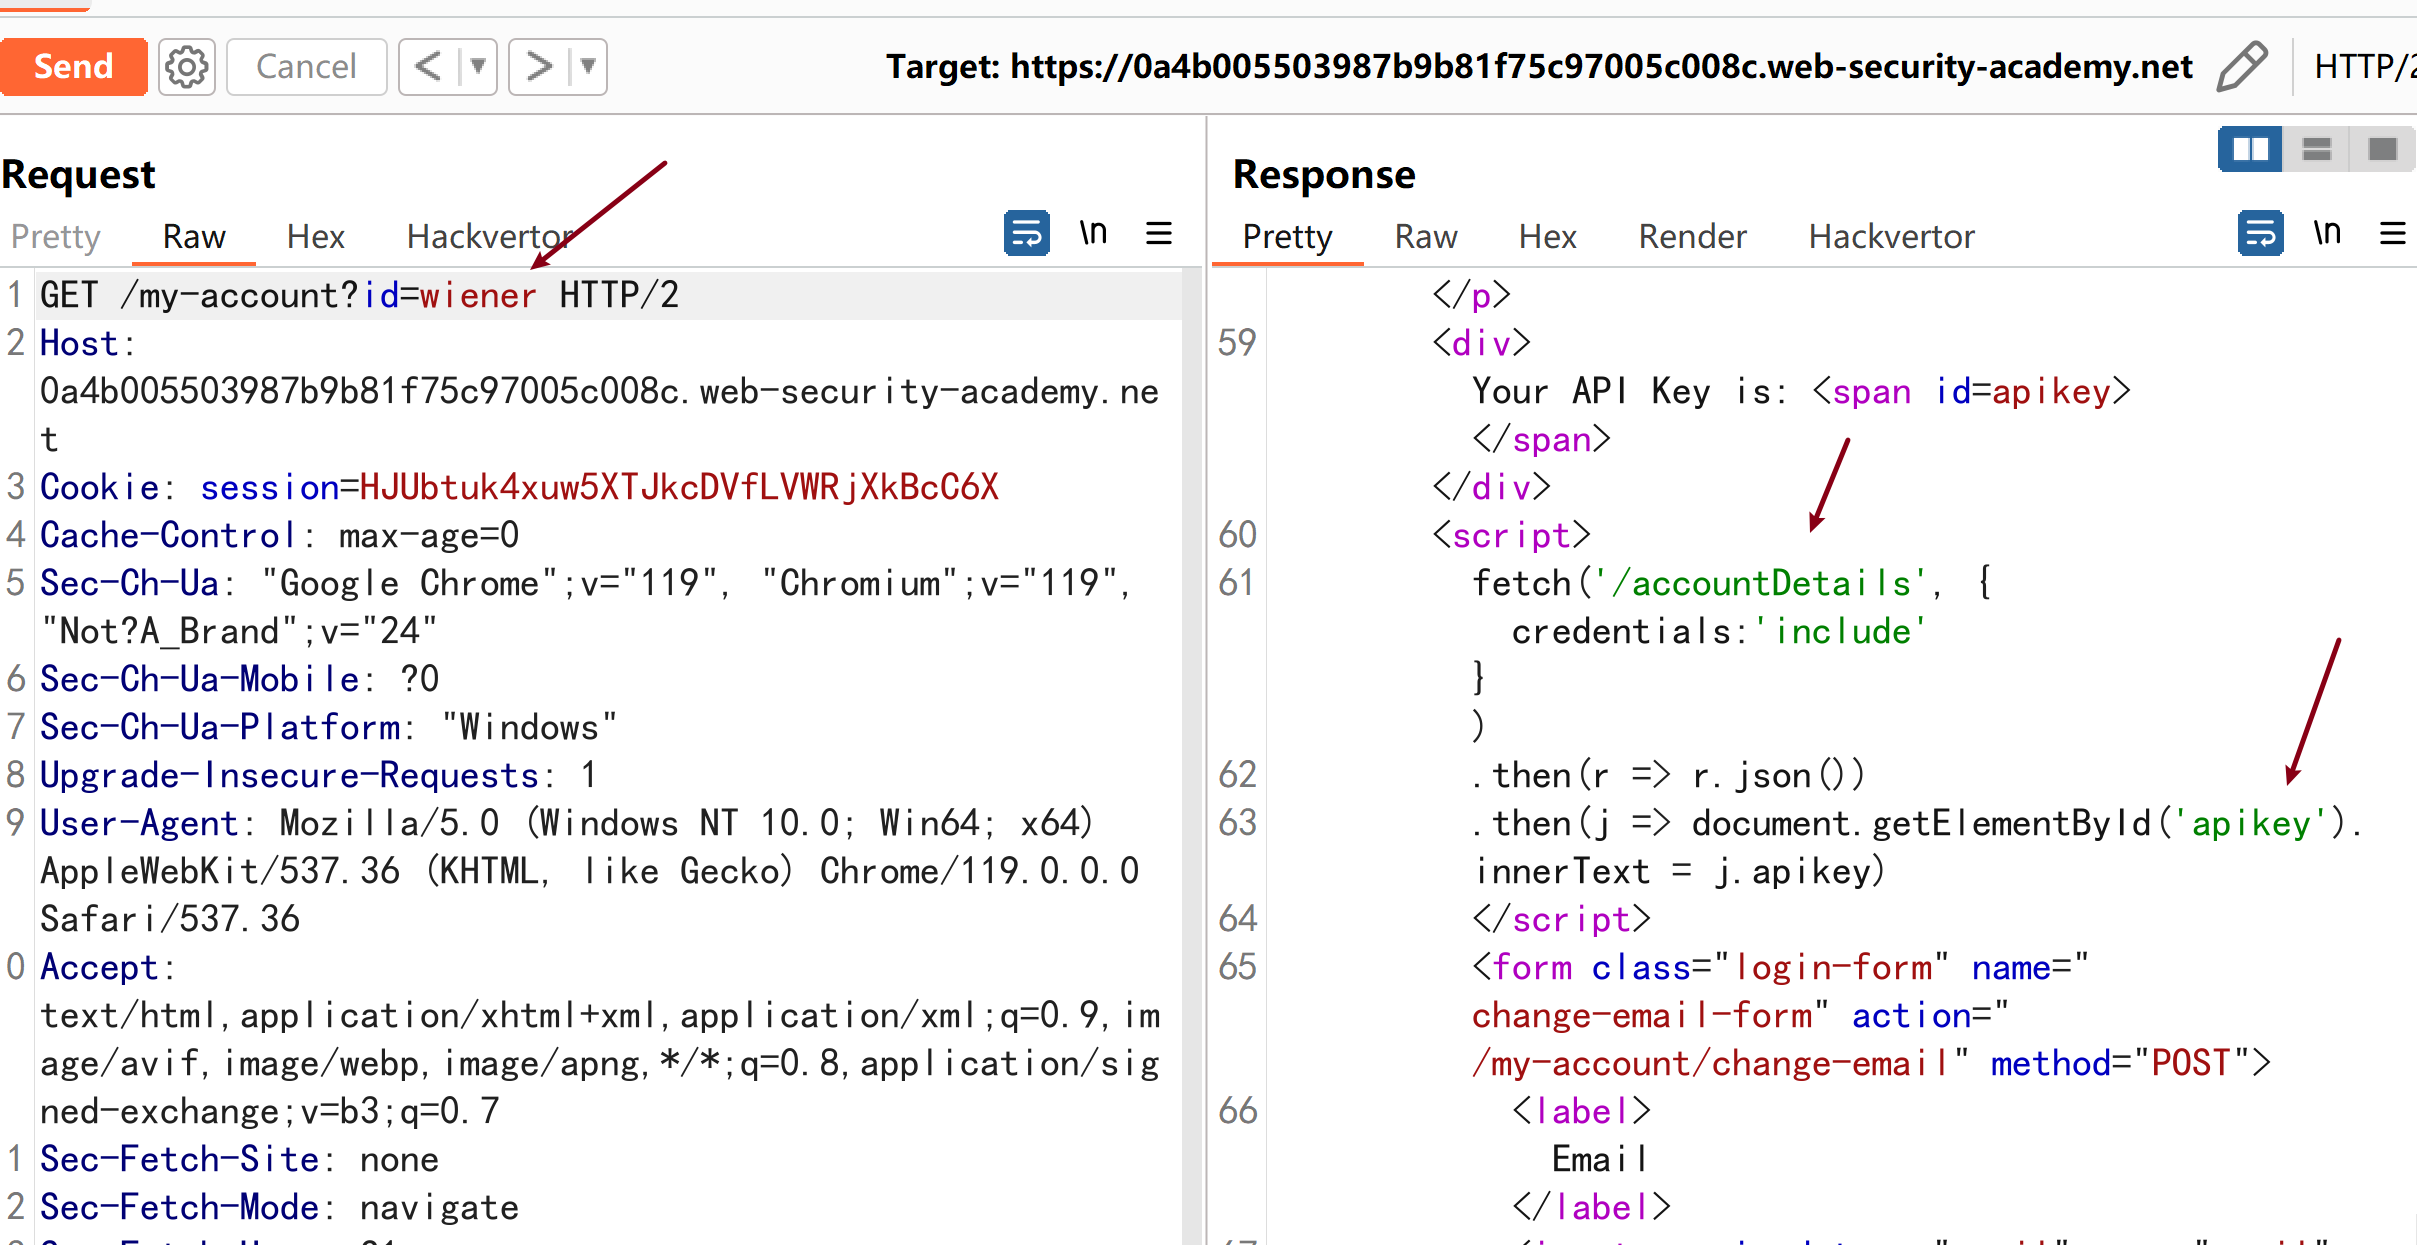 Send
Cancel
<
>
Target: https://0a4b005503987b9b81f75c97005c008c.web-security-academy.net
HTTP/2
Request
Pretty
Raw
Hex
Hackvertor
\n
1 GET /my-account?id=wiener HTTP/2
2 Host:
0a4b005503987b9b81f75c97005c008c.web-security-academy.ne
t
3 Cookie: session=HJUbtuk4xuw5XTJkcDVfLVWRjXkBcC6X
4 Cache-Control: max-age=0
5 Sec-Ch-Ua: "Google Chrome";v="119", "Chromium";v="119",
"Not?A_Brand";v="24"
6 Sec-Ch-Ua-Mobile: ?0
7 Sec-Ch-Ua-Platform: "Windows"
8 Upgrade-Insecure-Requests: 1
9 User-Agent: Mozilla/5.0 (Windows NT 10.0; Win64; x64)
AppleWebKit/537.36 (KHTML, like Gecko) Chrome/119.0.0.0
Safari/537.36
0 Accept:
text/html,application/xhtml+xml,application/xml;q=0.9,im
age/avif,image/webp,image/apng,*/*;q=0.8,application/sig
ned-exchange;v=b3;q=0.7
1 Sec-Fetch-Site: none
2 Sec-Fetch-Mode: navigate
Response
Pretty
Raw
Hex
Render
Hackvertor
\n
</p>
59 <div>
Your API Key is: <span id=apikey>
</span>
</div>
60 <script>
61 fetch('/accountDetails', {
credentials:'include'
}
)
62 .then(r => r.json())
63 .then(j => document.getElementById('apikey').
innerText = j.apikey)
64 </script>
65 <form class="login-form" name="
change-email-form" action="
/my-account/change-email" method="POST">
66 <label>
Email
</label>